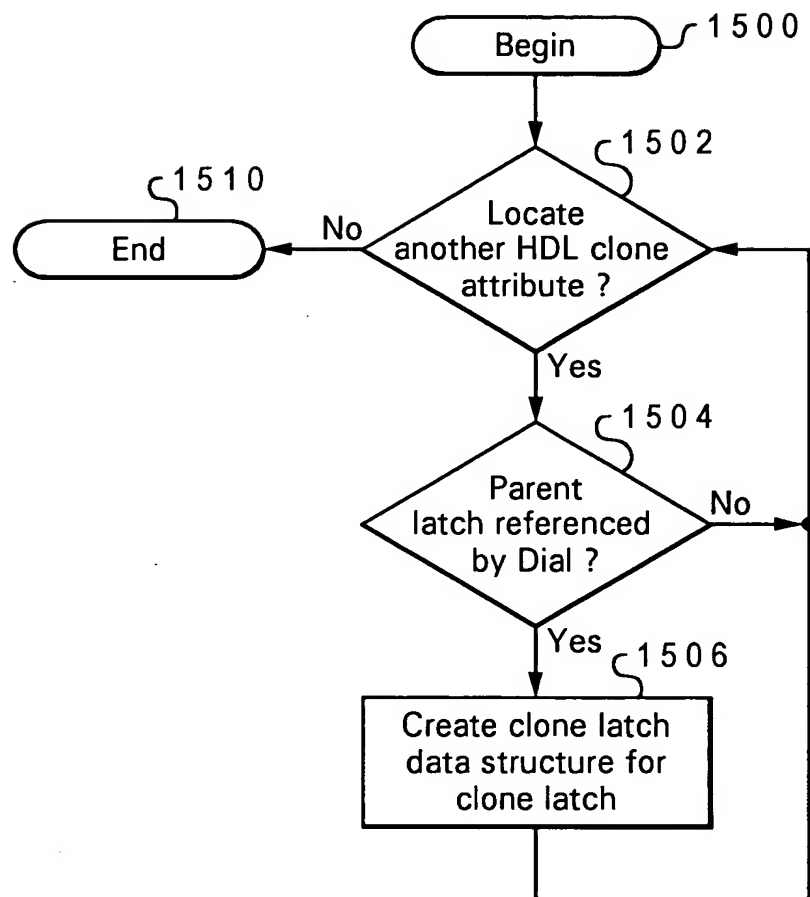 Begin
1500
1502
1510
Locate
another HDL clone
attribute ?
No
End
Yes
1504
Parent
latch referenced
by Dial ?
No
Yes
1506
Create clone latch
data structure for
clone latch